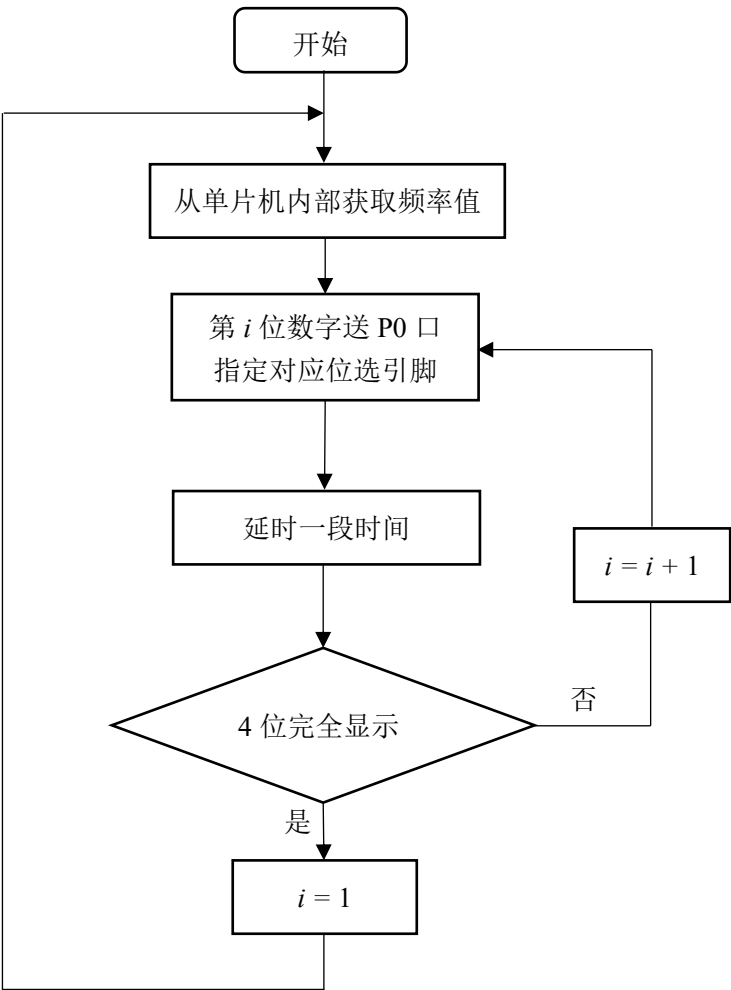 开始
从单片机内部获取频率值
第 i 位数字送 P0 口
指定对应位选引脚
延时一段时间
i = i + 1
4 位完全显示
否
是
i = 1